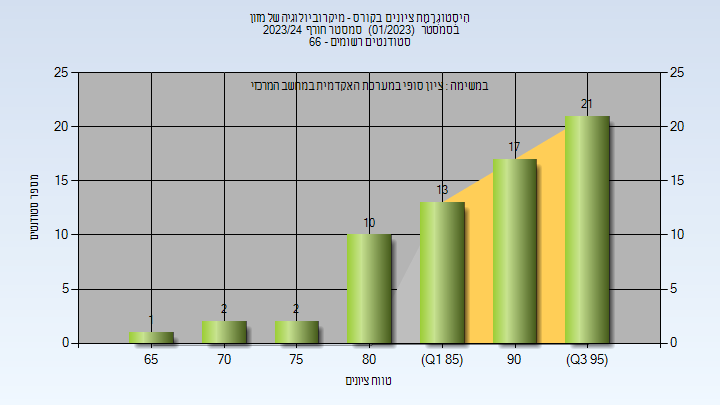 היסטוגרמת ציונים בקורס - מיקרוביולוגיה של מזון
בסמסטר (01/2023) סמסטר חורף 2023/24
סטודנטים רשומים - 66
במשימה : ציון סופי במערכת האקדמית במחשב המרכזי
25 25
20 20
15 15
10 10
5 5
0 0
1 2 2 10 13 17 21
65 70 75 80 (Q1 85) 90 (Q3 95)
מספר סטודנטים
טווח ציונים